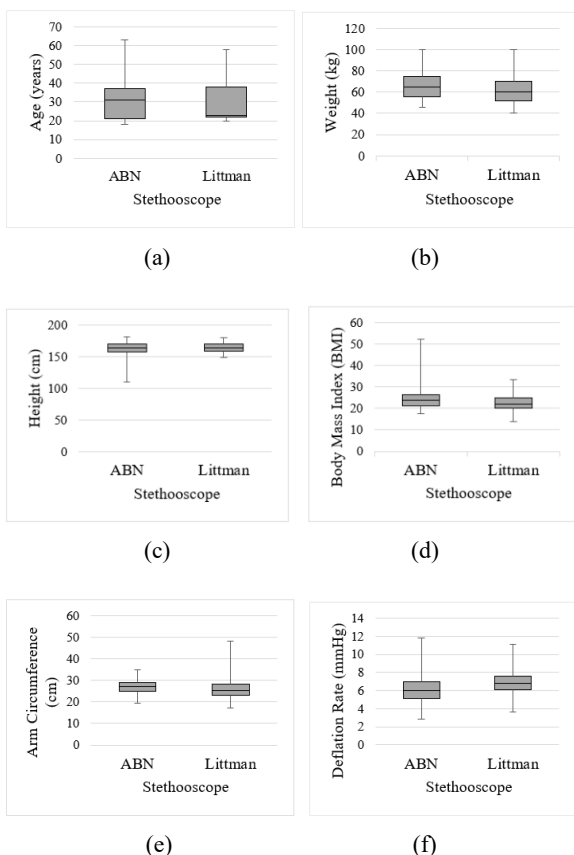 Age (years)
70
60
50
40
30
20
10
0
ABN Littman
Stethooscope
(a)
Weight (kg)
120
100
80
60
40
20
0
ABN Littman
Stethooscope
(b)
Height (cm)
200
150
100
50
0
ABN Littman
Stethooscope
(c)
Body Mass Index (BMI)
60
50
40
30
20
10
0
ABN Littman
Stethooscope
(d)
Arm Circumference
(cm)
60
50
40
30
20
10
0
ABN Littman
Stethooscope
(e)
Deflation Rate (mmHg)
14
12
10
8
6
4
2
0
ABN Littman
Stethooscope
(f)